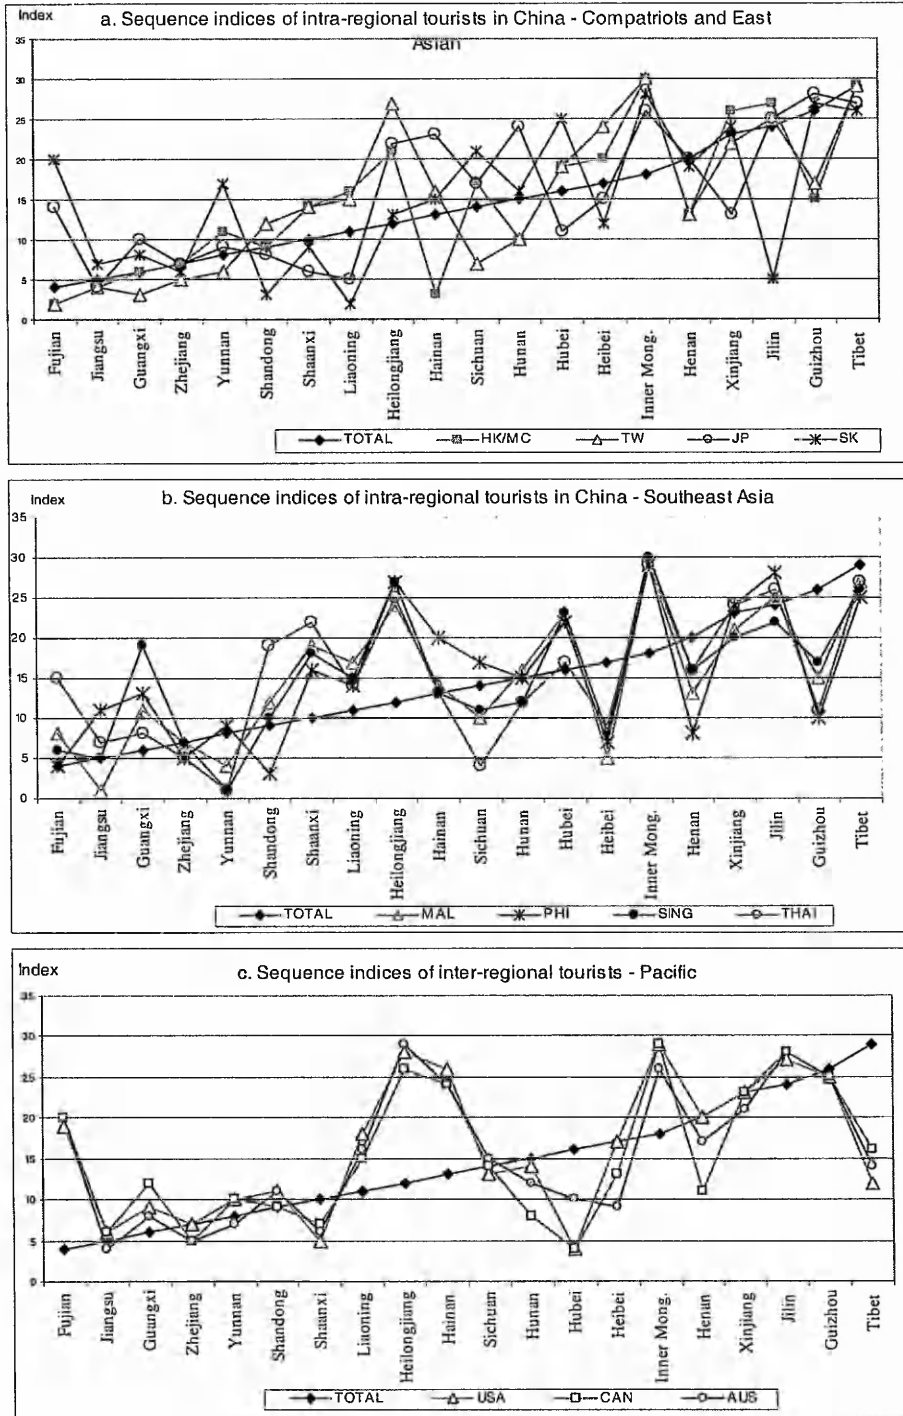 Index
a. Sequence indices of intra-regional tourists in China - Compatriots and East
Asian
35
30
25
20
15
10
5
0
Fujian
Jiangsu
Guangxi
Zhejiang
Yunnan
Shandong
Shaanxi
Liaoning
Heilongjiang
Hainan
Sichuan
Hunan
Hubei
Heibei
Inner Mong.
Henan
Xinjiang
Jilin
Guizhou
Tibet
TOTAL HK/MC TW JP SK
Index
b. Sequence indices of intra-regional tourists in China - Southeast Asia
35
30
25
20
15
10
5
0
Fujian
Jiangsu
Guangxi
Zhejiang
Yunnan
Shandong
Shaanxi
Liaoning
Heilongjiang
Hainan
Sichuan
Hunan
Hubei
Heibei
Inner Mong.
Henan
Xinjiang
Jilin
Guizhou
Tibet
TOTAL MAL PHI SING THAI
Index
c. Sequence indices of inter-regional tourists - Pacific
35
30
25
20
15
10
5
0
Fujian
Jiangsu
Guangxi
Zhejiang
Yunnan
Shandong
Shaanxi
Liaoning
Heilongjiang
Hainan
Sichuan
Hunan
Hubei
Heibei
Inner Mong.
Henan
Xinjiang
Jilin
Guizhou
Tibet
TOTAL USA CAN AUS